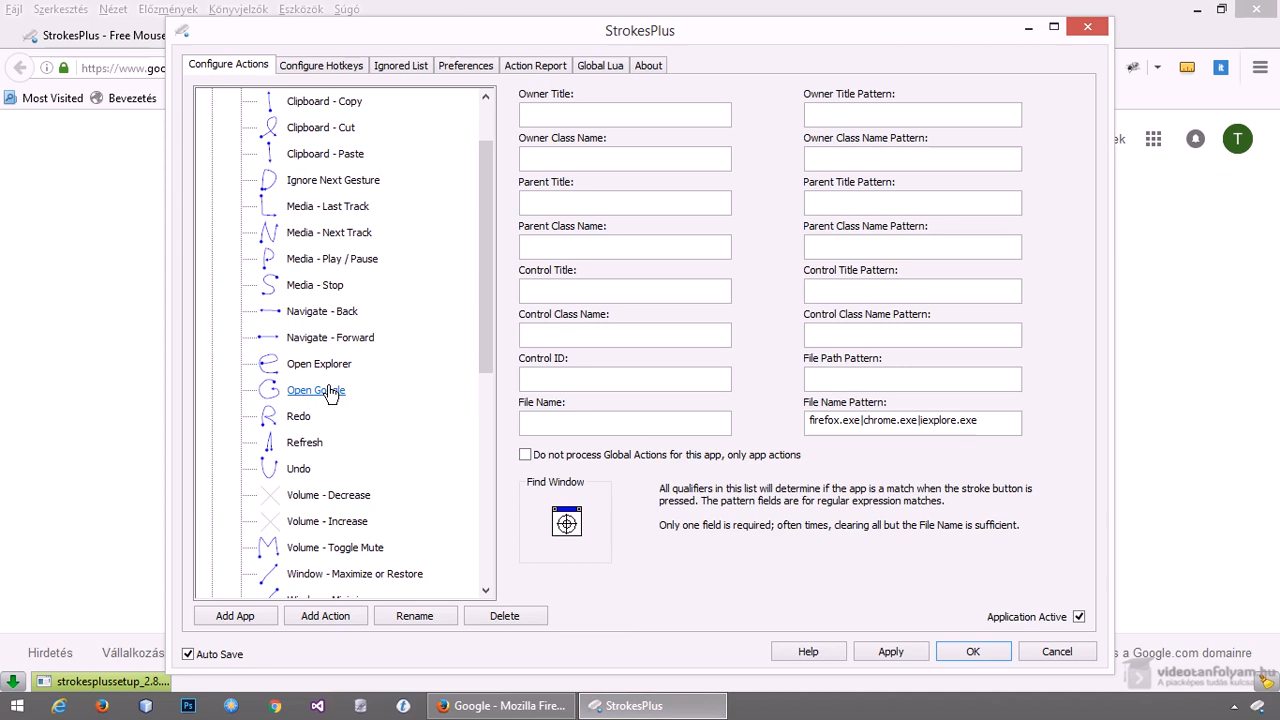 Fájl Szerkesztés Nézet Előzmények Könyvjelzők Eszközök Súgó
StrokesPlus - Free Mouse
StrokesPlus
https://www.goo
Most Visited Bevezetés
Configure Actions Configure Hotkeys Ignored List Preferences Action Report Global Lua About
T
Clipboard - Copy
Clipboard - Cut
Clipboard - Paste
Ignore Next Gesture
Media - Last Track
Media - Next Track
Media - Play / Pause
Media - Stop
Navigate - Back
Navigate - Forward
Open Explorer
Open Google
Redo
Refresh
Undo
Volume - Decrease
Volume - Increase
Volume - Toggle Mute
Window - Maximize or Restore
Owner Title: Owner Title Pattern:
Owner Class Name: Owner Class Name Pattern:
Parent Title: Parent Title Pattern:
Parent Class Name: Parent Class Name Pattern:
Control Title: Control Title Pattern:
Control Class Name: Control Class Name Pattern:
Control ID: File Path Pattern:
File Name: File Name Pattern:
firefox.exe|chrome.exe|iexplore.exe
Do not process Global Actions for this app, only app actions
Find Window
All qualifiers in this list will determine if the app is a match when the stroke button is
pressed. The pattern fields are for regular expression matches.
Only one field is required; often times, clearing all but the File Name is sufficient.
Add App Add Action Rename Delete Application Active
Auto Save Help Apply OK Cancel
Hirdetés Vállalkozás s a Google.com domainre
strokesplussetup_2.8....
videotanfolyam.hu
A piacképes tudás kulcsa
Google - Mozilla Fire... StrokesPlus